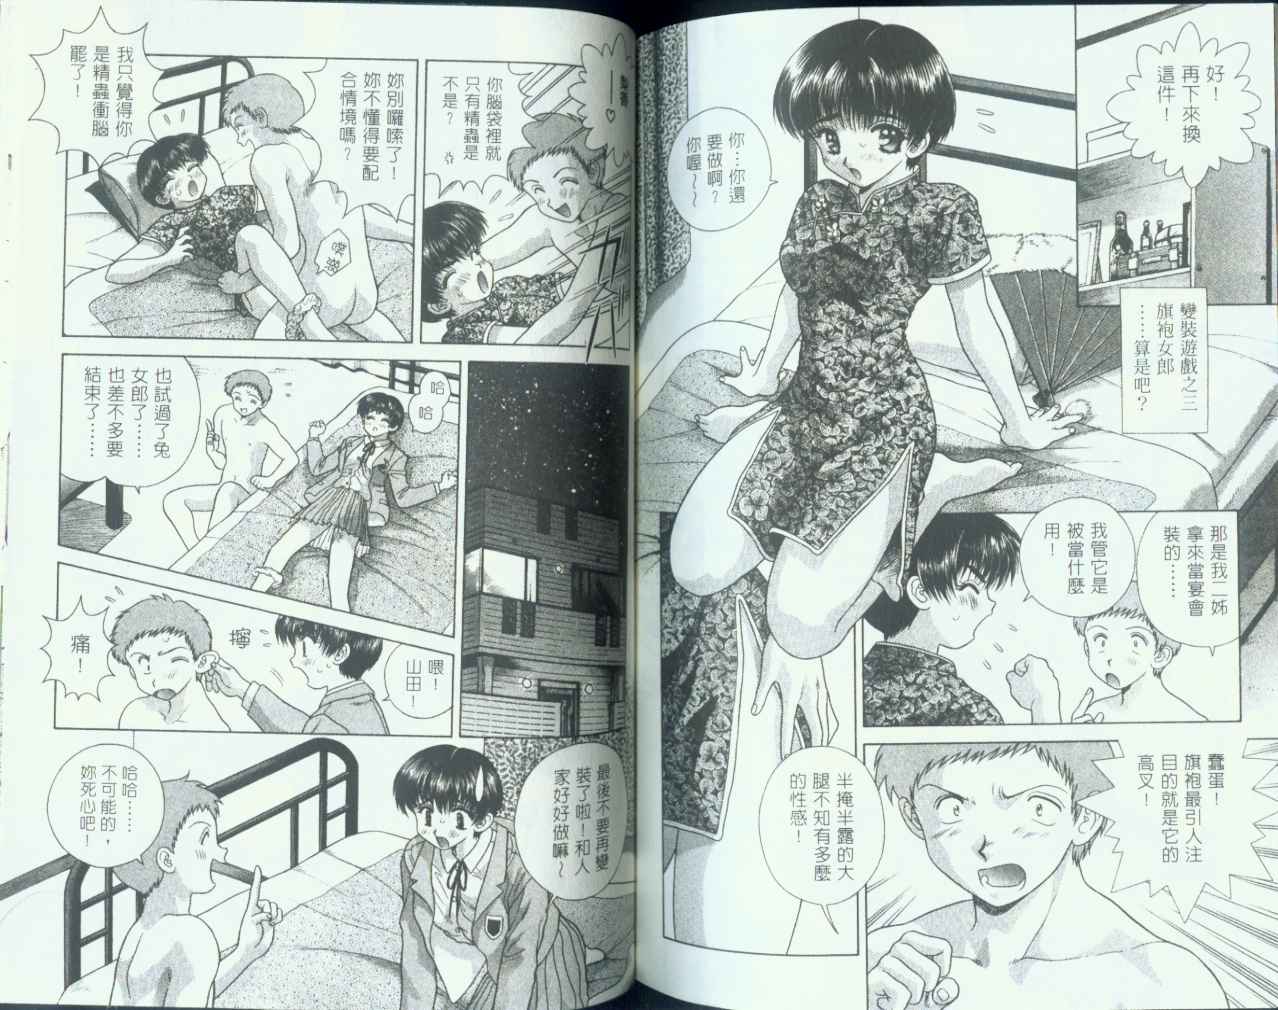 好！
再下來換
這件！
變裝遊戲之三
旗袍女郎
……算是吧？
你…你還
要做啊？
你喔～～
那是我二姊
拿來當宴會
裝的……
我管它是
被當什麼
用！
蠢蛋！
旗袍最引人注
目的就是它的
高叉！
半掩半露的大
腿不知有多麼
的性感！
你腦袋裡就
只有精蟲是
不是？
妳別囉嗦了！
妳不懂得要配
合情境嗎？
我只覺得你
是精蟲衝腦
罷了！
哈
哈
也試過了兔
女郎了……
也差不多要
結束了……
喂！
山田！
擰
痛！
最後不要再變
裝了啦！和人
家好好做嘛～
哈哈……
不可能的，
妳死心吧！